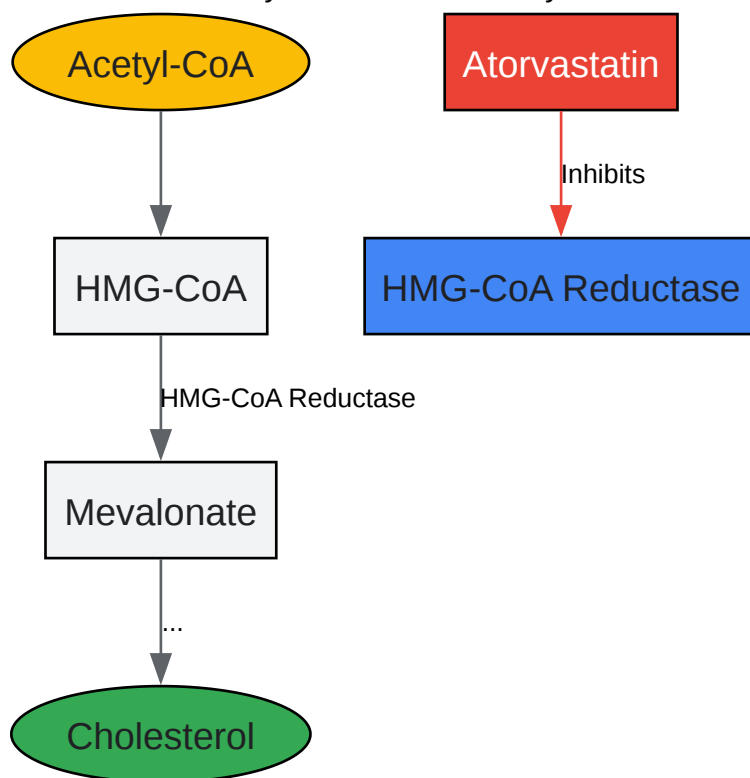 Acetyl-CoA
Atorvastatin
Inhibits
HMG-CoA
HMG-CoA Reductase
HMG-CoA Reductase
Mevalonate
...
Cholesterol